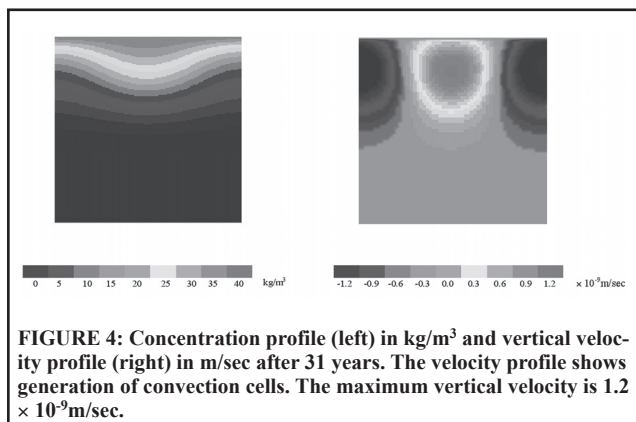 0 5 10 15 20 25 30 35 40 kg/m³
-1.2 -0.9 -0.6 -0.3 0.0 0.3 0.6 0.9 1.2 × 10⁻⁹m/sec
FIGURE 4: Concentration profile (left) in kg/m³ and vertical veloc-
ity profile (right) in m/sec after 31 years. The velocity profile shows
generation of convection cells. The maximum vertical velocity is 1.2
× 10⁻⁹m/sec.